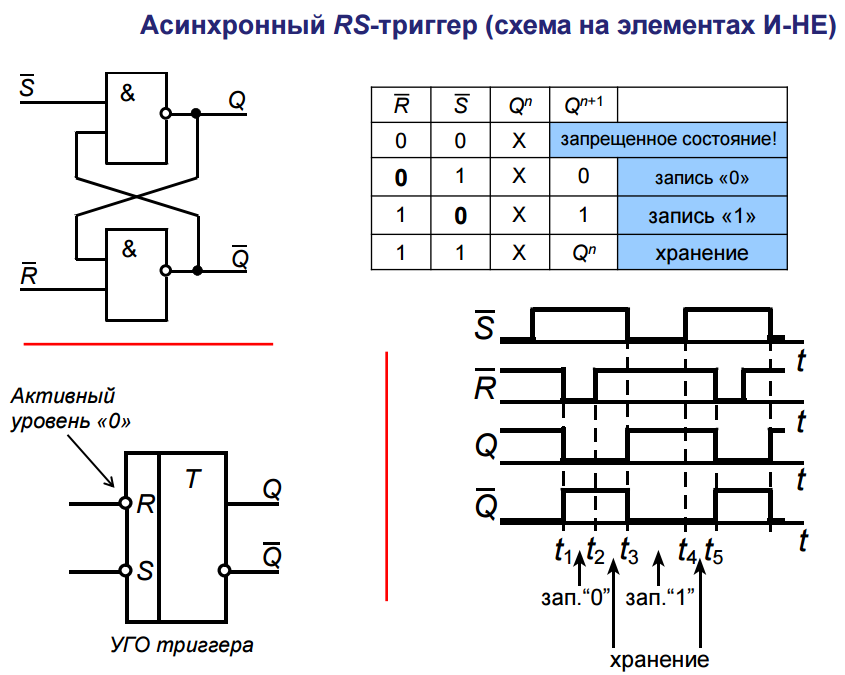 Асинхронный RS-триггер (схема на элементах И-НЕ)
S̅
&
Q
&
R̅
Q̅
R̅ S̅ Qⁿ Qⁿ⁺¹
0 0 X запрещенное состояние!
0 1 X 0 запись «0»
1 0 X 1 запись «1»
1 1 X Qⁿ хранение
Активный
уровень «0»
T
R
Q
S
Q̅
УГО триггера
S̅
t
R̅
t
Q
t
Q̅
t
t₁ t₂ t₃ t₄ t₅
зап.“0” зап.“1”
хранение